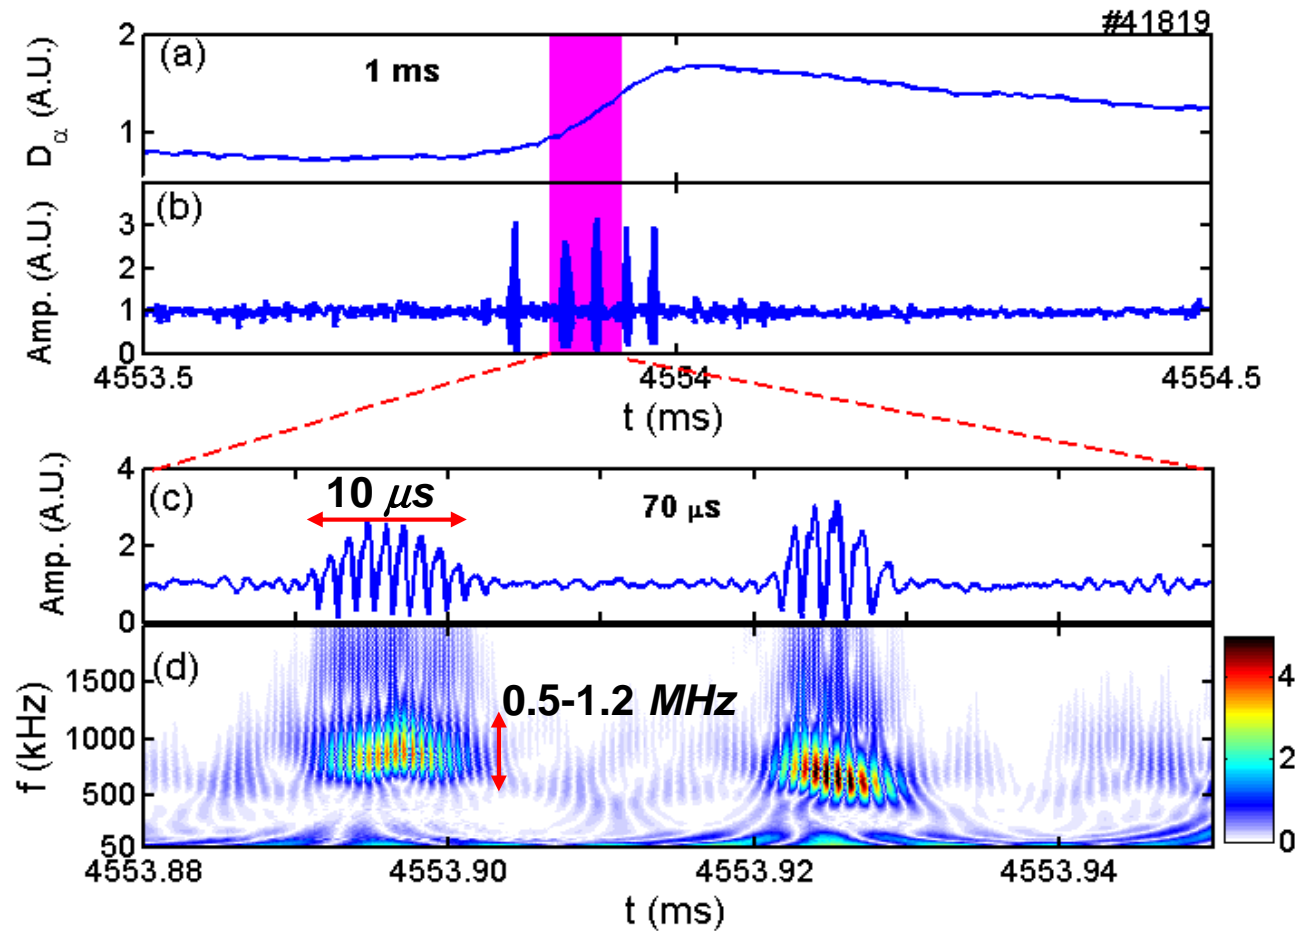 #41819
(a)
1 ms
D_α (A.U.)
2
1
(b)
Amp. (A.U.)
3
2
1
0
4553.5
4554
4554.5
t (ms)
(c)
10 μs
70 μs
Amp. (A.U.)
4
2
0
(d)
0.5-1.2 MHz
f (kHz)
1500
1000
500
50
4
2
0
4553.88
4553.90
4553.92
4553.94
t (ms)